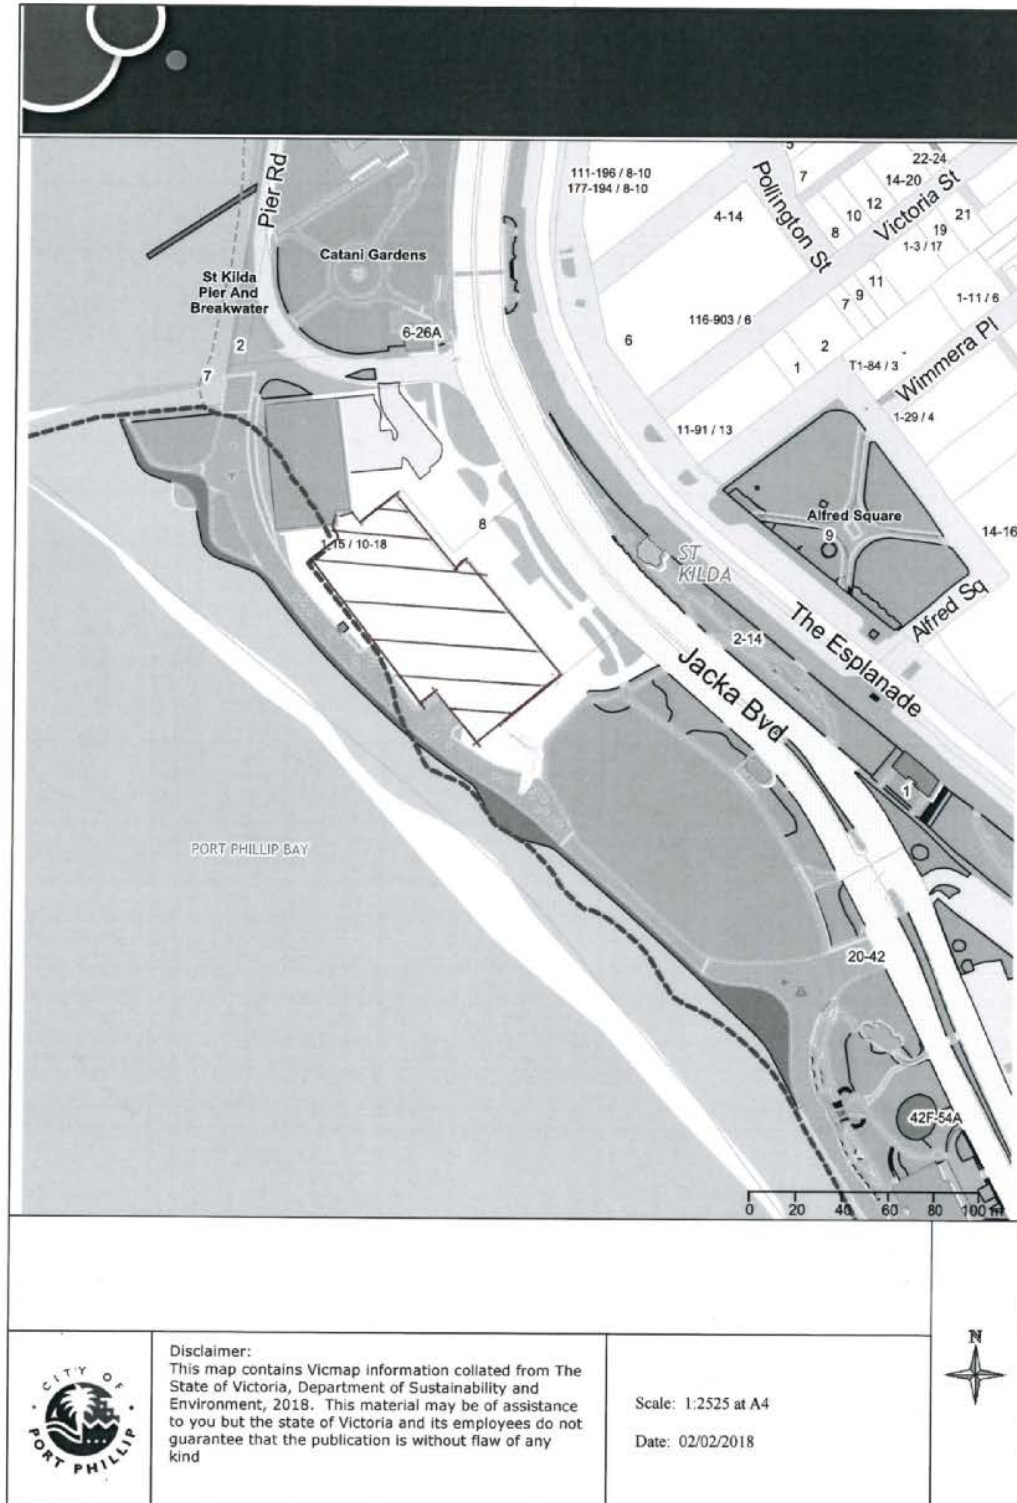 Pier Rd
Catani Gardens
St Kilda
Pier And
Breakwater
2
7
6-26A
111-196 / 8-10
177-194 / 8-10
5
7
22-24
14-20
12
10
8
Victoria St
21
19
1-3 / 17
4-14
Pollington St
11
9
7
1-11 / 6
116-903 / 6
6
2
1
T1-84 / 3
Wimmera Pl
1-29 / 4
11-91 / 13
Alfred Square
9
14-16
8
1-15 / 10-18
ST
KILDA
Alfred Sq
The Esplanade
2-14
Jacka Bvd
1
PORT PHILLIP BAY
20-42
42F-54A
0 20 40 60 80 100 m
N
CITY OF
PORT PHILLIP
Disclaimer:
This map contains Vicmap information collated from The
State of Victoria, Department of Sustainability and
Environment, 2018. This material may be of assistance
to you but the state of Victoria and its employees do not
guarantee that the publication is without flaw of any
kind
Scale: 1:2525 at A4
Date: 02/02/2018